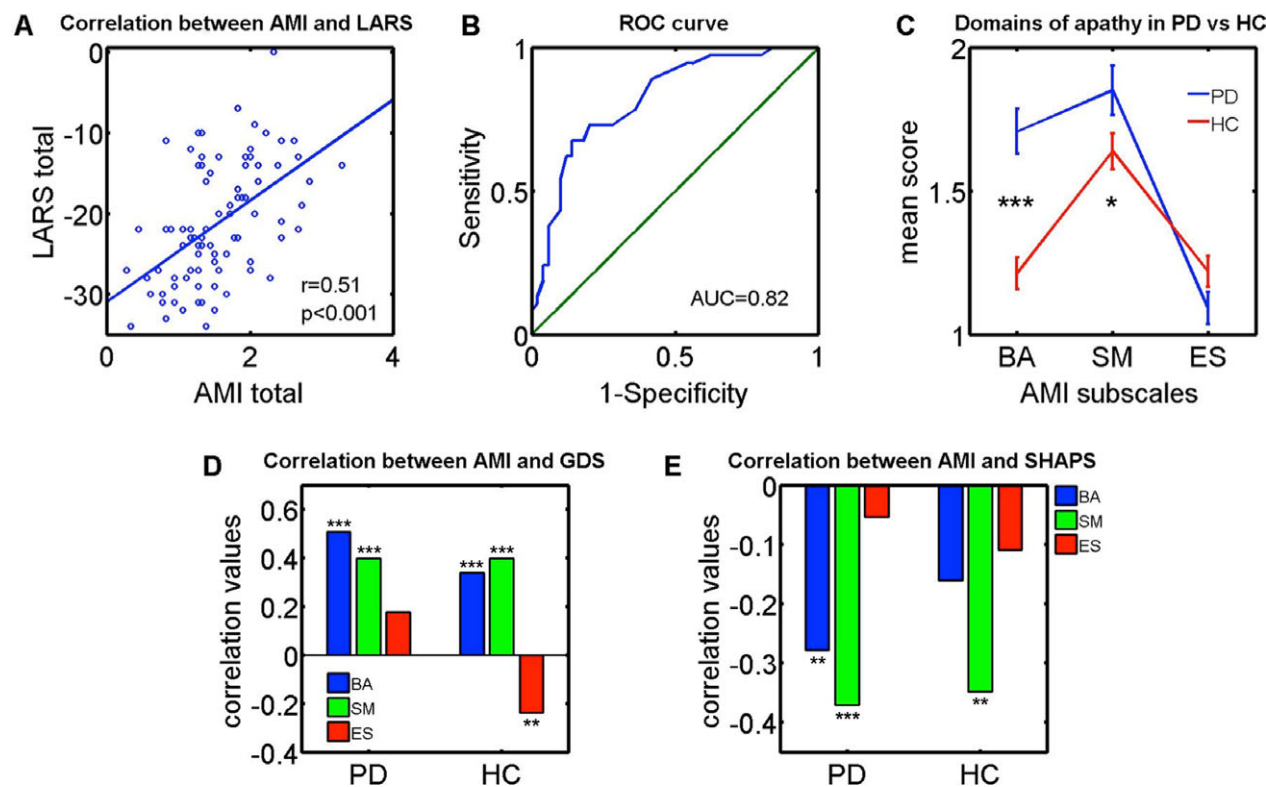 A Correlation between AMI and LARS
0
-10
-20
-30
LARS total
r=0.51
p<0.001
0 2 4
AMI total
B ROC curve
1
0.5
0
Sensitivity
AUC=0.82
0 0.5 1
1-Specificity
C Domains of apathy in PD vs HC
2
1.5
1
mean score
PD
HC
*** *
BA SM ES
AMI subscales
D Correlation between AMI and GDS
0.6
0.4
0.2
0
-0.2
-0.4
correlation values
*** *** *** ***
**
BA
SM
ES
PD HC
E Correlation between AMI and SHAPS
0
-0.1
-0.2
-0.3
-0.4
correlation values
** *** **
BA
SM
ES
PD HC